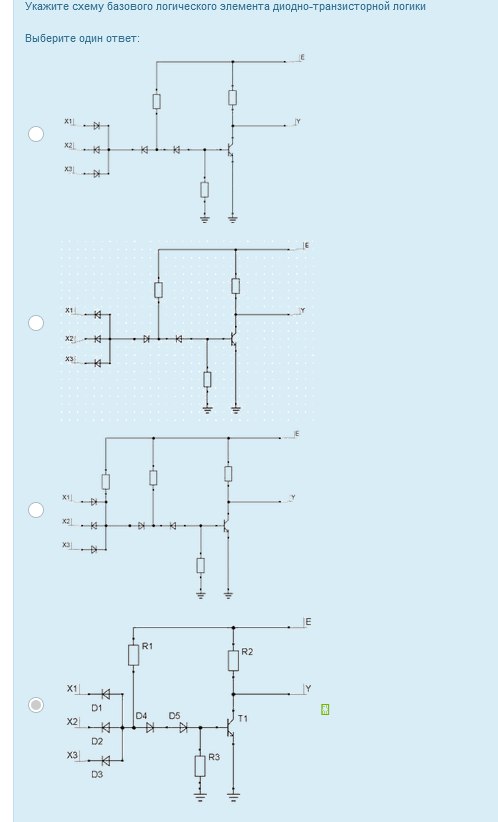 Укажите схему базового логического элемента диодно-транзисторной логики
Выберите один ответ:
E
X1
Y
X2
X3
E
X1
Y
X2
X3
E
X1
Y
X2
X3
E
R1
R2
X1
Y
D1
D4
D5
T1
X2
D2
X3
R3
D3